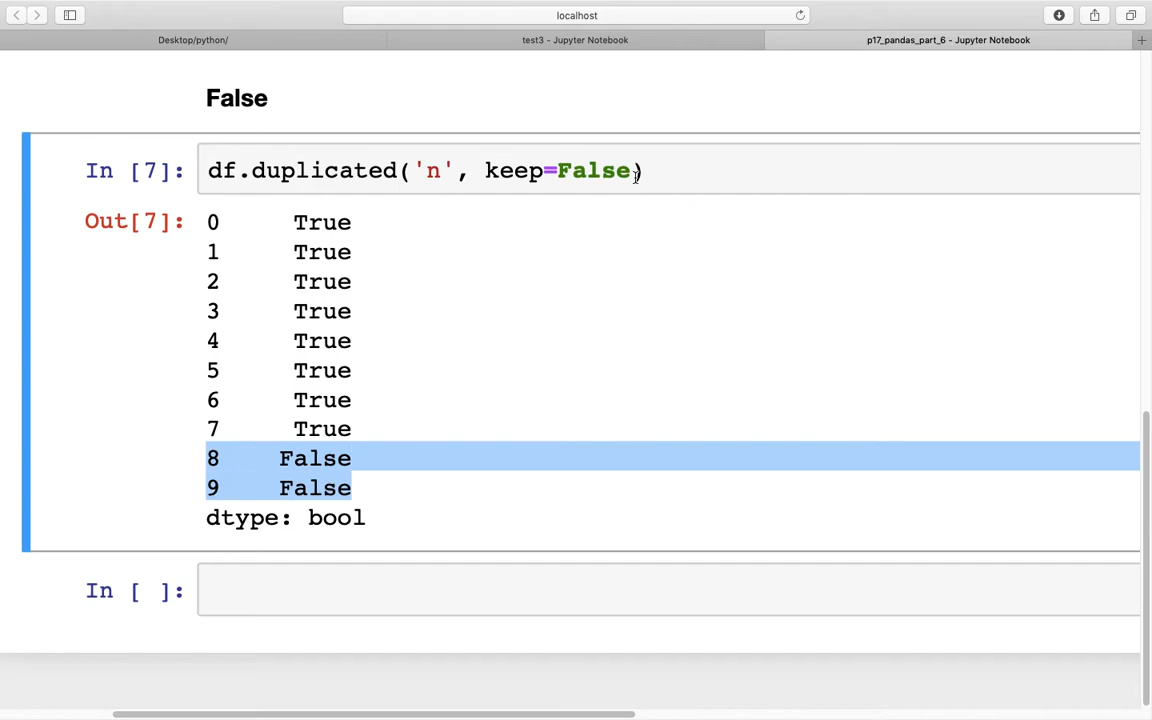 localhost
Desktop/python/
test3 - Jupyter Notebook
p17_pandas_part_6 - Jupyter Notebook
False
In [7]: df.duplicated('n', keep=False)
Out[7]: 0 True
1 True
2 True
3 True
4 True
5 True
6 True
7 True
8 False
9 False
dtype: bool
In [ ]: